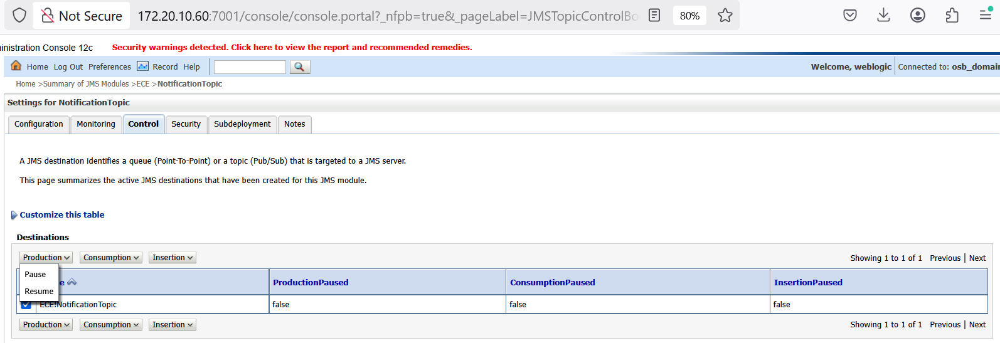 Not Secure 172.20.10.60:7001/console/console.portal?_nfpb=true&_pageLabel=JMSTopicControlBo 80%
inistration Console 12c Security warnings detected. Click here to view the report and recommended remedies.
Home Log Out Preferences Record Help Welcome, weblogic Connected to: osb_domain
Home >Summary of JMS Modules >ECE >NotificationTopic
Settings for NotificationTopic
Configuration Monitoring Control Security Subdeployment Notes
A JMS destination identifies a queue (Point-To-Point) or a topic (Pub/Sub) that is targeted to a JMS server.
This page summarizes the active JMS destinations that have been created for this JMS module.
Customize this table
Destinations
Production Consumption Insertion Showing 1 to 1 of 1 Previous | Next
Pause
Resume
e ProductionPaused ConsumptionPaused InsertionPaused
ECE!NotificationTopic false false false
Production Consumption Insertion Showing 1 to 1 of 1 Previous | Next